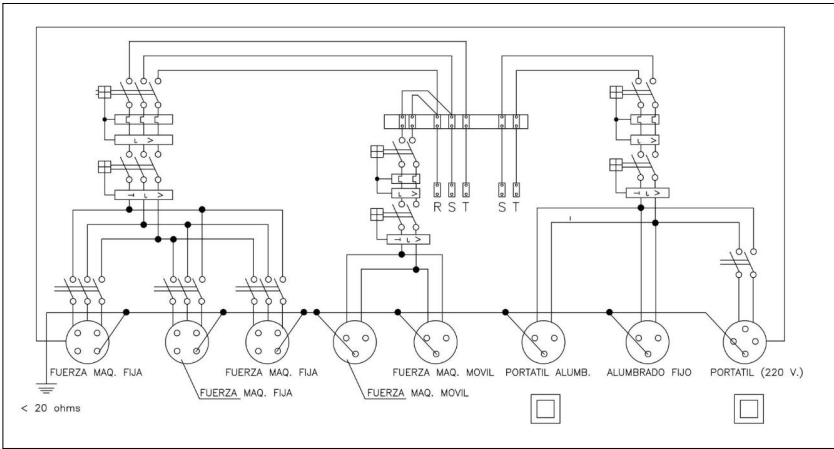 R S T S T
FUERZA MAQ. FIJA
FUERZA MAQ. FIJA
FUERZA MAQ. MOVIL
PORTATIL ALUMB.
ALUMBRADO FIJO
PORTATIL (220 V.)
FUERZA MAQ. FIJA
FUERZA MAQ. MOVIL
< 20 ohms